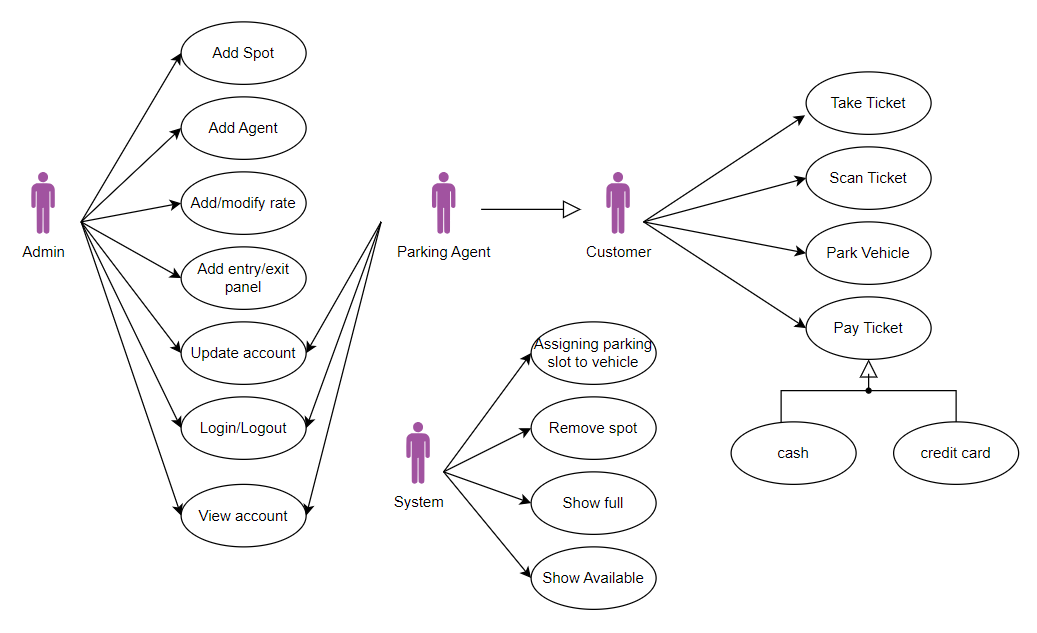 Add Spot
Add Agent
Add/modify rate
Add entry/exit
panel
Update account
Login/Logout
View account
Admin
Parking Agent
Customer
Take Ticket
Scan Ticket
Park Vehicle
Pay Ticket
cash
credit card
System
Assigning parking
slot to vehicle
Remove spot
Show full
Show Available